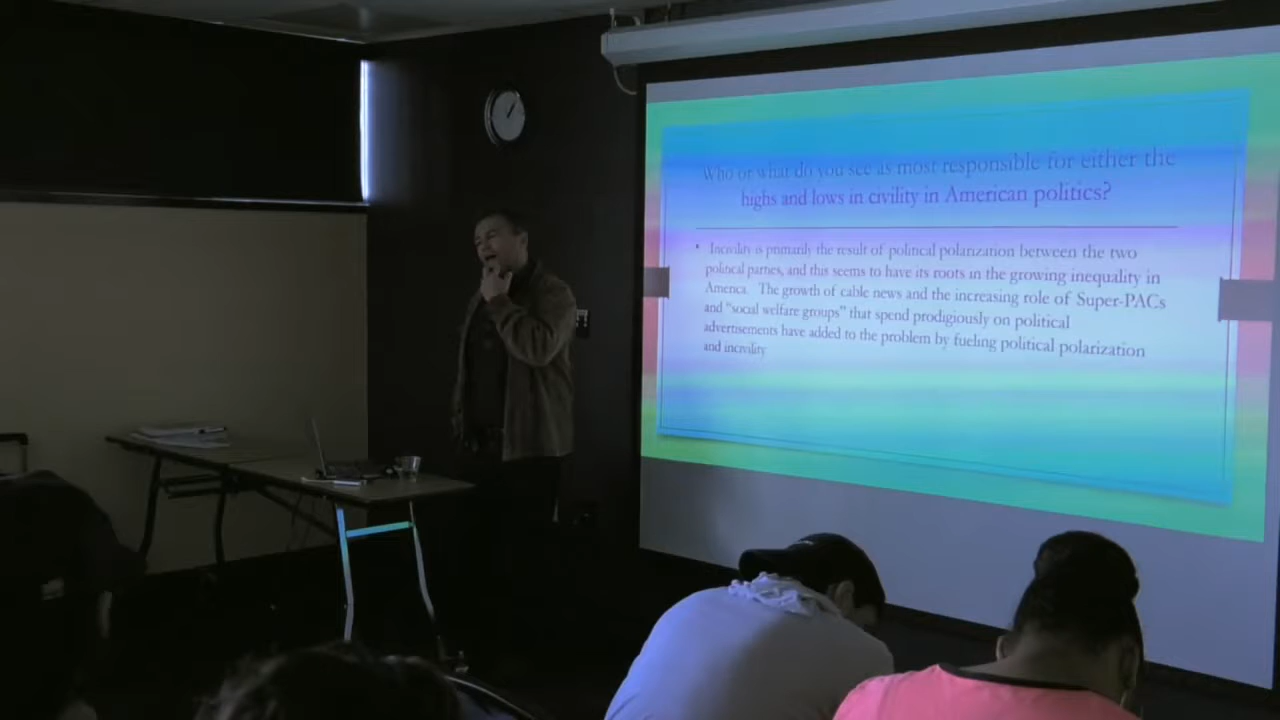 Who or what do you see as most responsible for either the
highs and lows in civility in American politics?
• Incivility is primarily the result of political polarization between the two
political parties, and this seems to have its roots in the growing inequality in
America. The growth of cable news and the increasing role of Super-PACs
and "social welfare groups" that spend prodigiously on political
advertisements have added to the problem by fueling political polarization
and incivility